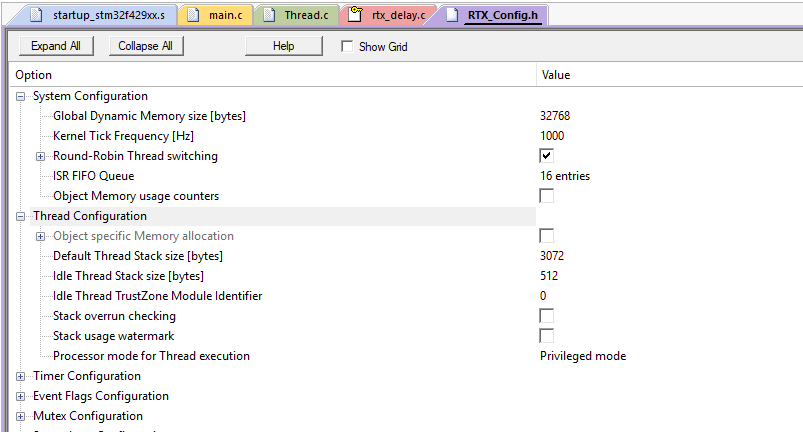 startup_stm32f429xx.s main.c Thread.c rtx_delay.c RTX_Config.h
Expand All Collapse All Help Show Grid
Option Value
System Configuration
Global Dynamic Memory size [bytes] 32768
Kernel Tick Frequency [Hz] 1000
Round-Robin Thread switching
ISR FIFO Queue 16 entries
Object Memory usage counters
Thread Configuration
Object specific Memory allocation
Default Thread Stack size [bytes] 3072
Idle Thread Stack size [bytes] 512
Idle Thread TrustZone Module Identifier 0
Stack overrun checking
Stack usage watermark
Processor mode for Thread execution Privileged mode
Timer Configuration
Event Flags Configuration
Mutex Configuration